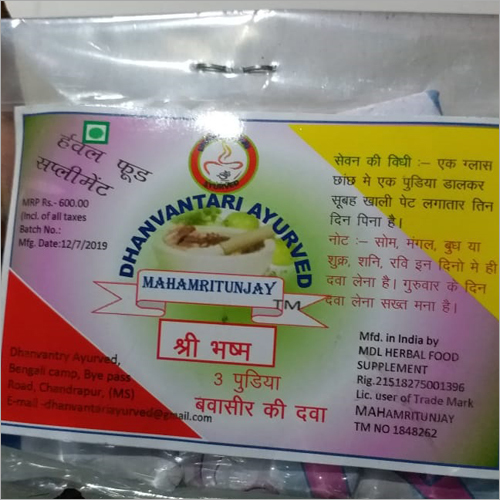 हर्वल फूड
सप्लीमेंट
MRP Rs.- 600.00
(Incl. of all taxes
Batch No.:
Mfg. Date:12/7/2019
AYURVED
DHANVANTARI AYURVED
MAHAMRITUNJAY
TM
श्री भष्म
3 पुडिया
बवासीर की दवा
सेवन की विधी :– एक ग्लास
छांछ मे एक पुडिया डालकर
सूबह खाली पेट लगातार तिन
दिन पिना है।
नोट :– सोम, मंगल, बुध या
शुक्र, शनि, रवि इन दिनो मे ही
दवा लेना है। गुरुवार के दिन
दवा लेना सख्त मना है।
Dhanvantry Ayurved,
Bengali camp, Bye pass
Road, Chandrapur, (MS)
E-mail -dhanvantariayurved@gmail.com
Mfd. in India by
MDL HERBAL FOOD
SUPPLEMENT
Rig.21518275001396
Lic. user of Trade Mark
MAHAMRITUNJAY
TM NO 1848262